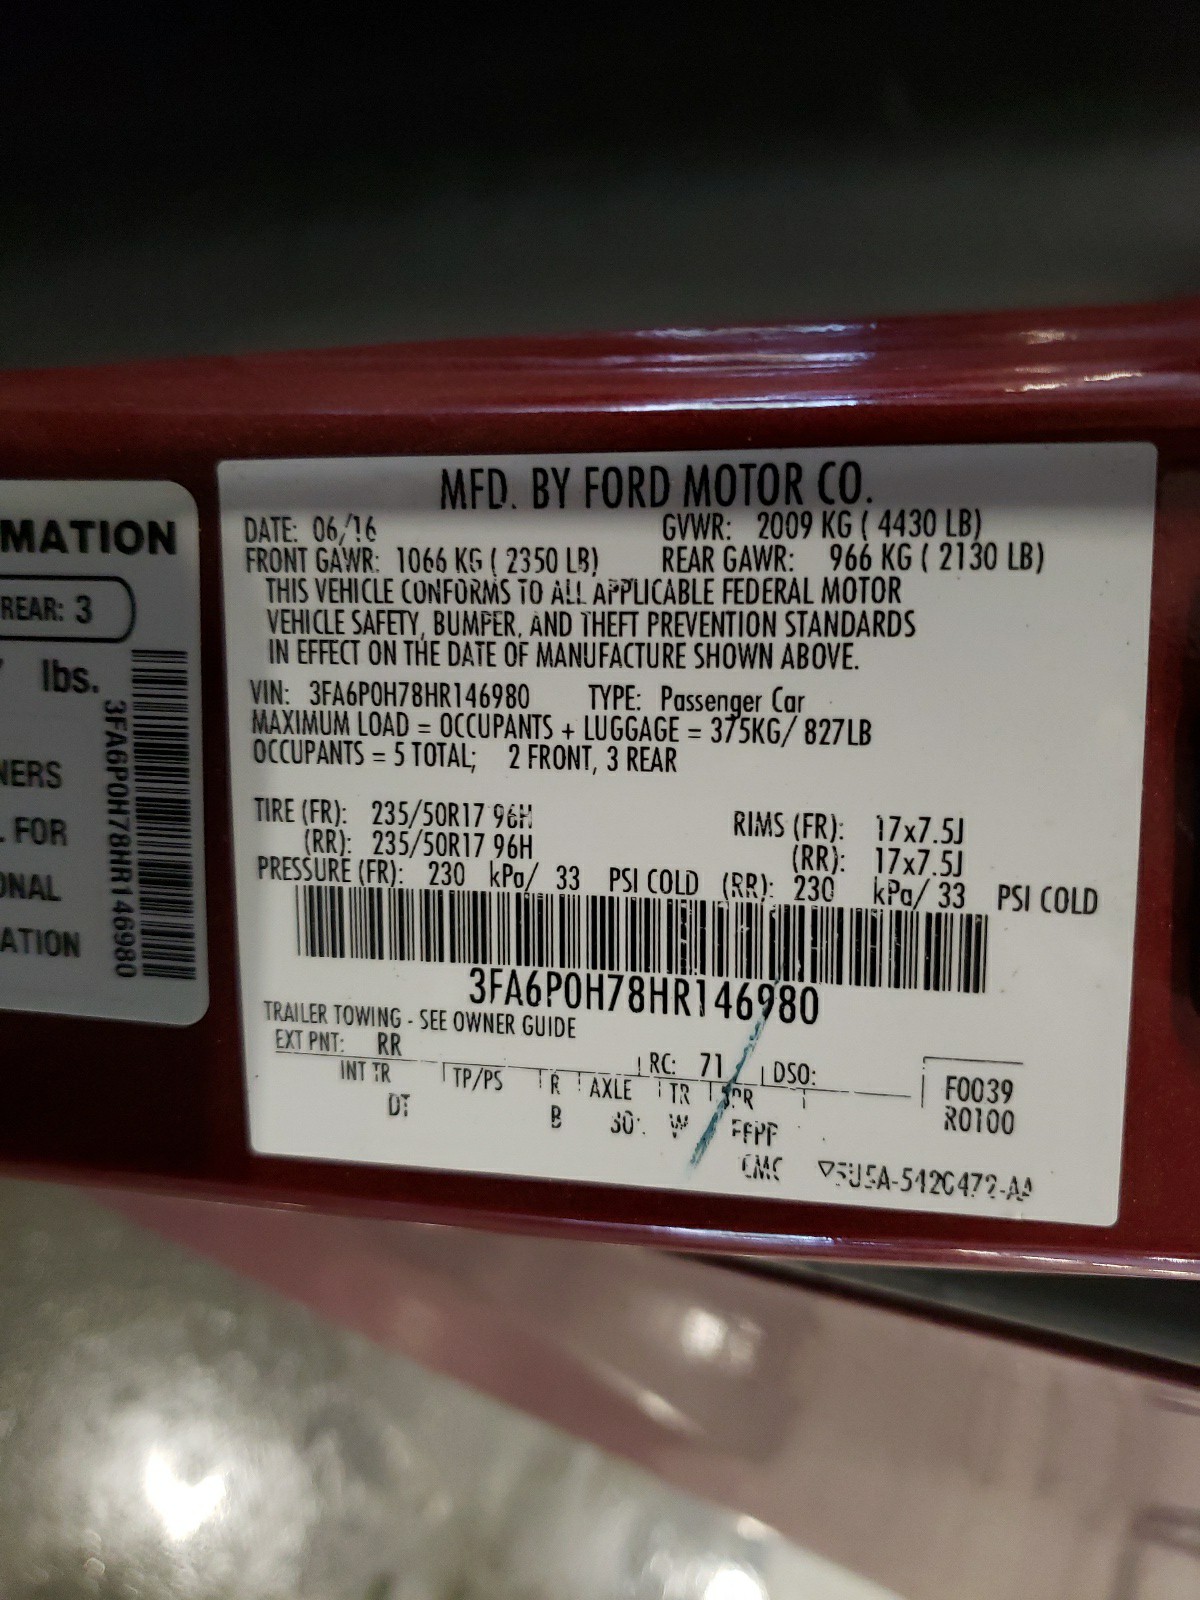 MATION
REAR: 3
lbs.
NERS
FOR
ONAL
ATION
3FA6P0H78HR146980
MFD. BY FORD MOTOR CO.
DATE: 06/16 GVWR: 2009 KG ( 4430 LB)
FRONT GAWR: 1066 KG ( 2350 LB) REAR GAWR: 966 KG ( 2130 LB)
THIS VEHICLE CONFORMS TO ALL APPLICABLE FEDERAL MOTOR
VEHICLE SAFETY, BUMPER, AND THEFT PREVENTION STANDARDS
IN EFFECT ON THE DATE OF MANUFACTURE SHOWN ABOVE.
VIN: 3FA6P0H78HR146980 TYPE: Passenger Car
MAXIMUM LOAD = OCCUPANTS + LUGGAGE = 375KG/ 827LB
OCCUPANTS = 5 TOTAL; 2 FRONT, 3 REAR
TIRE (FR): 235/50R17 96H RIMS (FR): 17x7.5J
(RR): 235/50R17 96H (RR): 17x7.5J
PRESSURE (FR): 230 kPa/ 33 PSI COLD (RR): 230 kPa/ 33 PSI COLD
3FA6P0H78HR146980
TRAILER TOWING - SEE OWNER GUIDE
EXT PNT: RR RC: 71 DSO:
INT TR TP/PS R AXLE TR SPR F0039
DT B W R0100